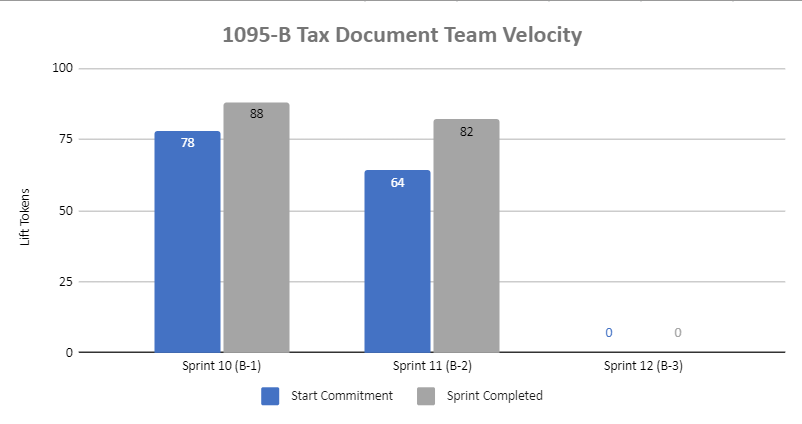 1095-B Tax Document Team Velocity
100
75
50
25
0
Lift Tokens
78
88
64
82
0
0
Sprint 10 (B-1)
Sprint 11 (B-2)
Sprint 12 (B-3)
Start Commitment
Sprint Completed